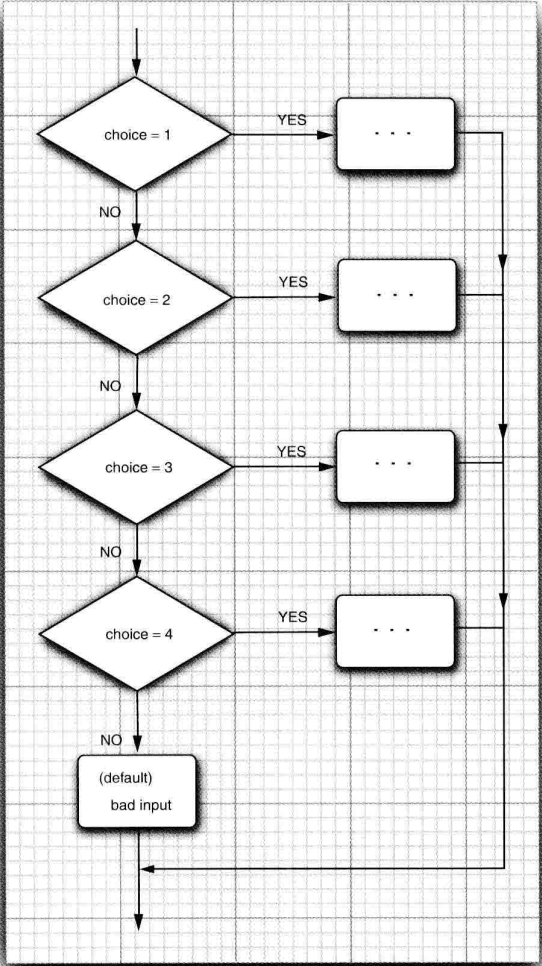 choice = 1
YES
. . .
NO
choice = 2
YES
. . .
NO
choice = 3
YES
. . .
NO
choice = 4
YES
. . .
NO
(default)
bad input